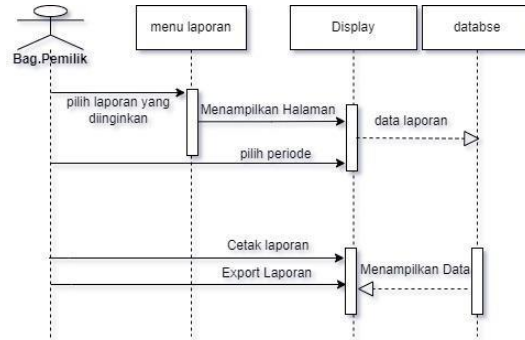 menu laporan
Display
databse
Bag.Pemilik
pilih laporan yang
diinginkan
Menampilkan Halaman
data laporan
pilih periode
Cetak laporan
Export Laporan
Menampilkan Data